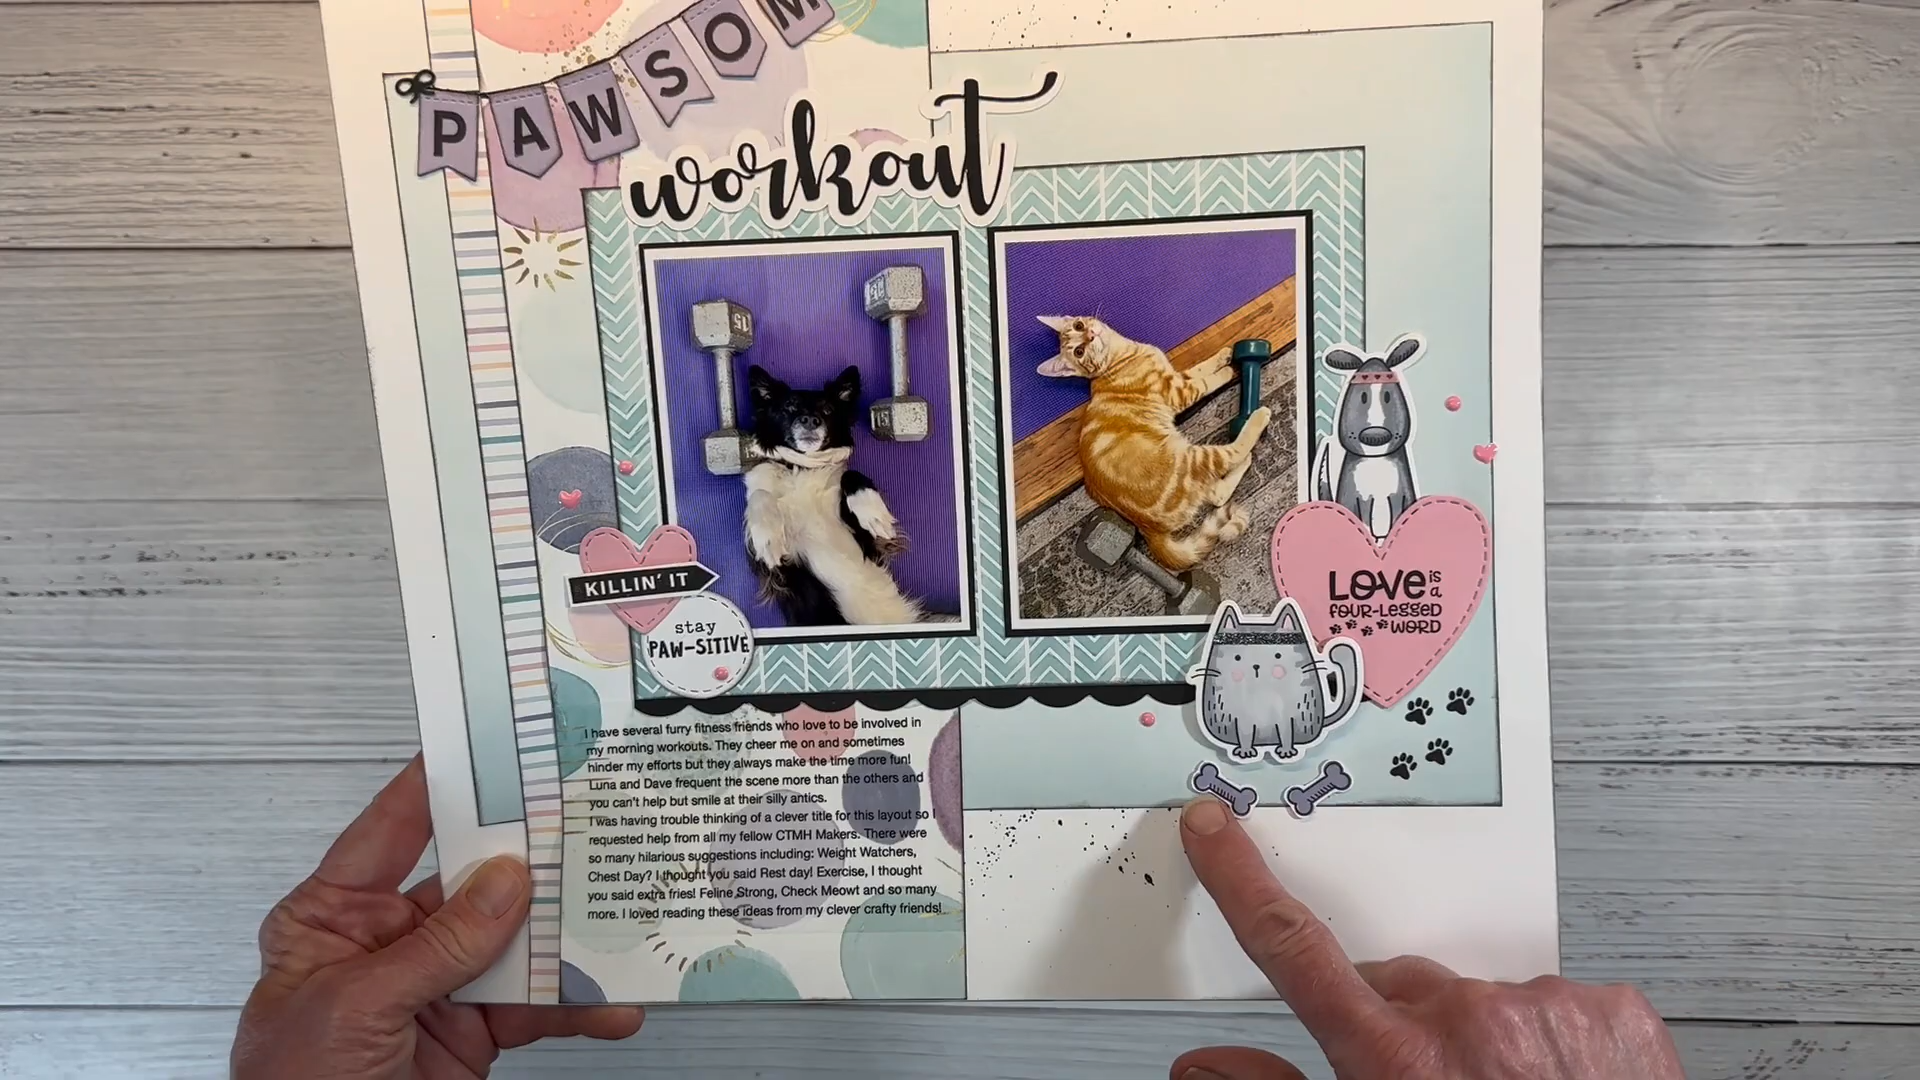 PAWSOM
workout
15
15
15
KILLIN' IT
stay
PAW-SITIVE
LOVE is
a
FOUR-LEGGED
WORD
I have several furry fitness friends who love to be involved in
my morning workouts. They cheer me on and sometimes
hinder my efforts but they always make the time more fun!
Luna and Dave frequent the scene more than the others and
you can't help but smile at their silly antics.
I was having trouble thinking of a clever title for this layout so I
requested help from all my fellow CTMH Makers. There were
so many hilarious suggestions including: Weight Watchers,
Chest Day? I thought you said Rest day! Exercise, I thought
you said extra fries! Feline Strong, Check Meowt and so many
more. I loved reading these ideas from my clever crafty friends!